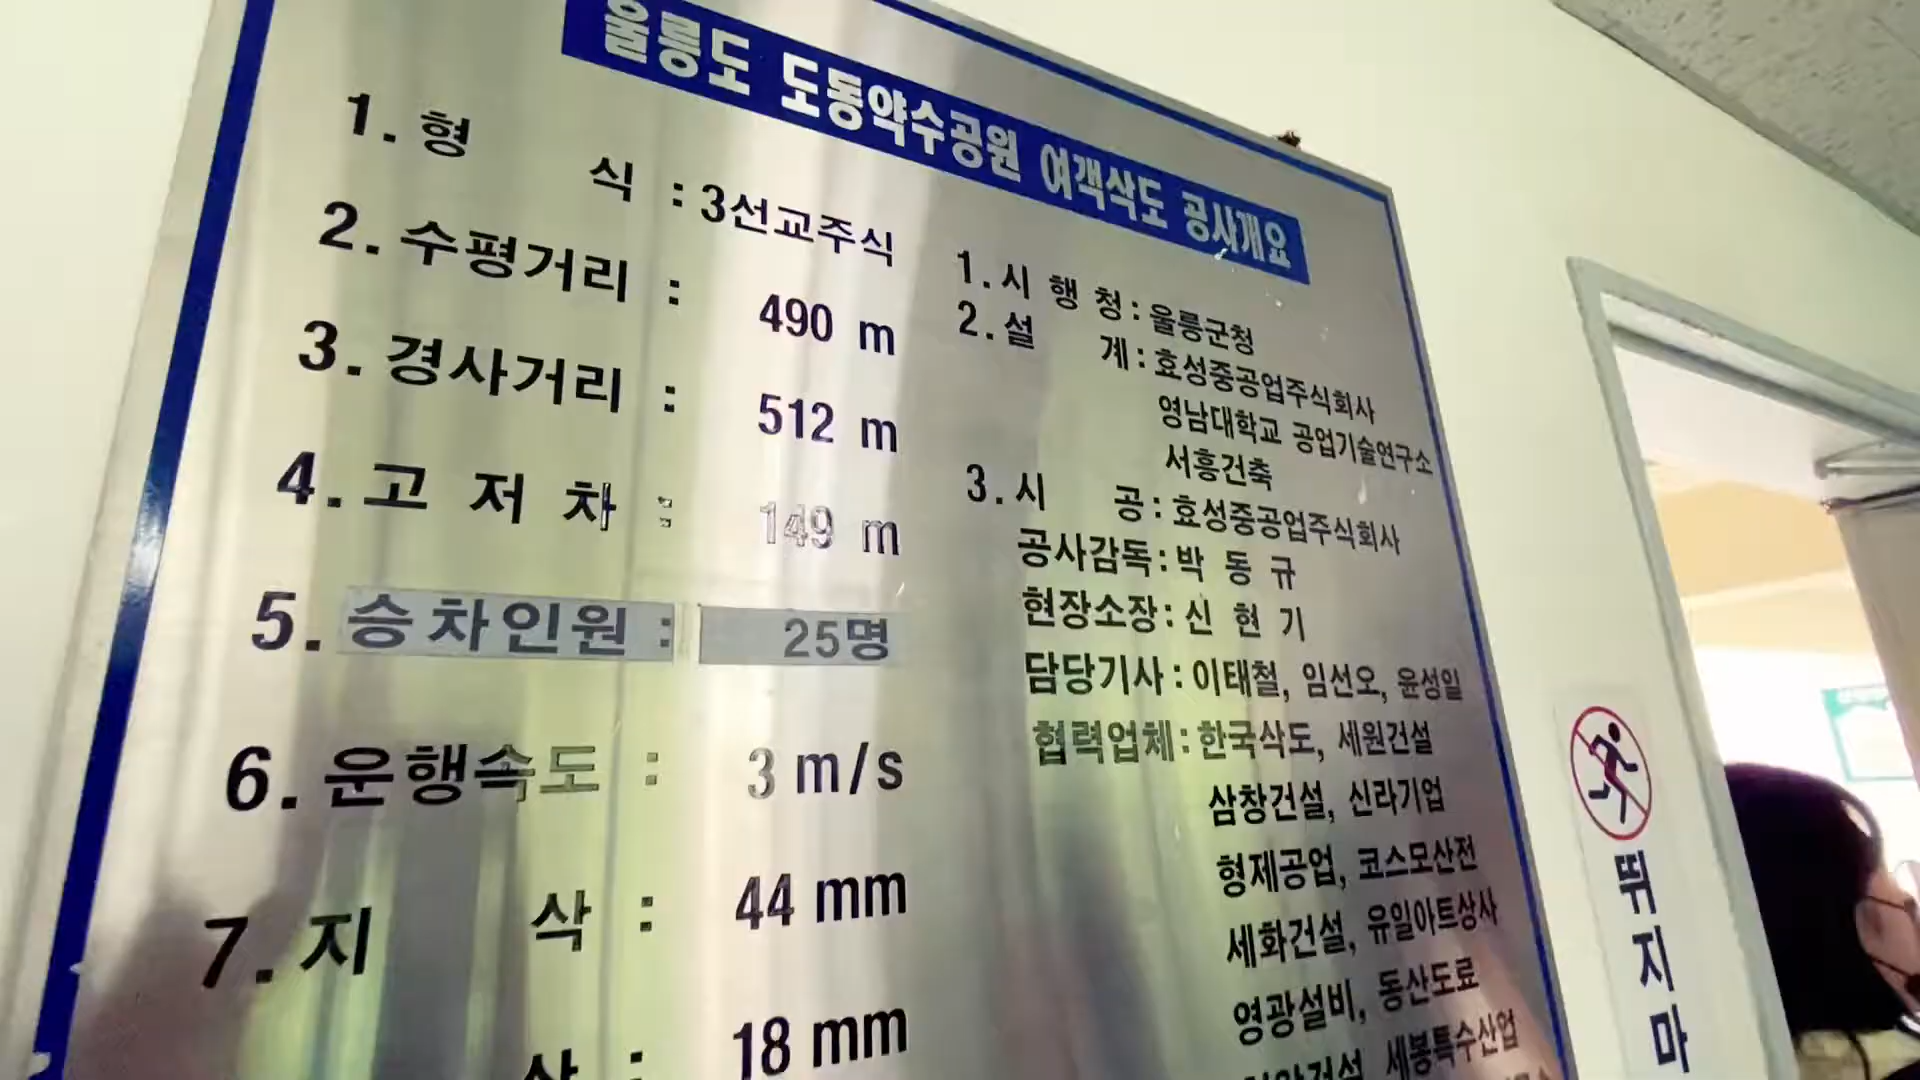 울릉도 도동약수공원 여객삭도 공사개요
1. 형 식 : 3선교주식
2. 수평거리 : 490 m
3. 경사거리 : 512 m
4. 고 저 차 : 149 m
5. 승차인원 : 25명
6. 운행속도 : 3 m/s
7. 지 삭 : 44 mm
삭 : 18 mm
1. 시 행 청 : 울릉군청
2. 설 계 : 효성중공업주식회사
영남대학교 공업기술연구소
서흥건축
3. 시 공 : 효성중공업주식회사
공사감독 : 박 동 규
현장소장 : 신 현 기
담당기사 : 이태철, 임선오, 윤성일
협력업체 : 한국삭도, 세원건설
삼창건설, 신라기업
형제공업, 코스모산전
세화건설, 유일아트상사
영광설비, 동산도료
세봉특수산업
뛰지마